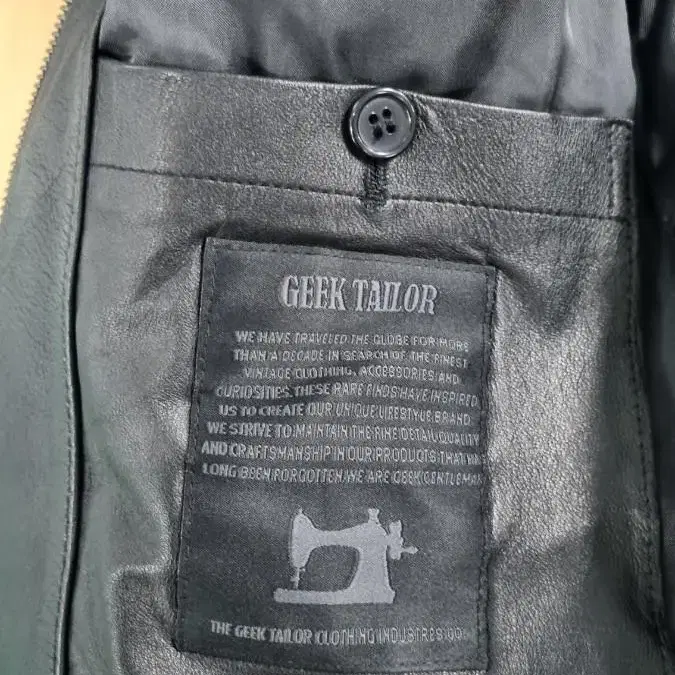 GEEK TAILOR
WE HAVE TRAVELED THE GLOBE FOR MORE
THAN A DECADE IN SEARCH OF THE FINEST
VINTAGE CLOTHING, ACCESSORIES AND
CURIOSITIES. THESE RARE FINDS HAVE INSPIRED
US TO CREATE OUR UNIQUE LIFESTYLE BRAND
WE STRIVE TO MAINTAIN THE FINE DETAIL QUALITY
AND CRAFTSMANSHIP IN OUR PRODUCTS THAT
LONG BEEN FORGOTTEN WE ARE GEEK GENTLEMAN
THE GEEK TAILOR CLOTHING INDUSTRES